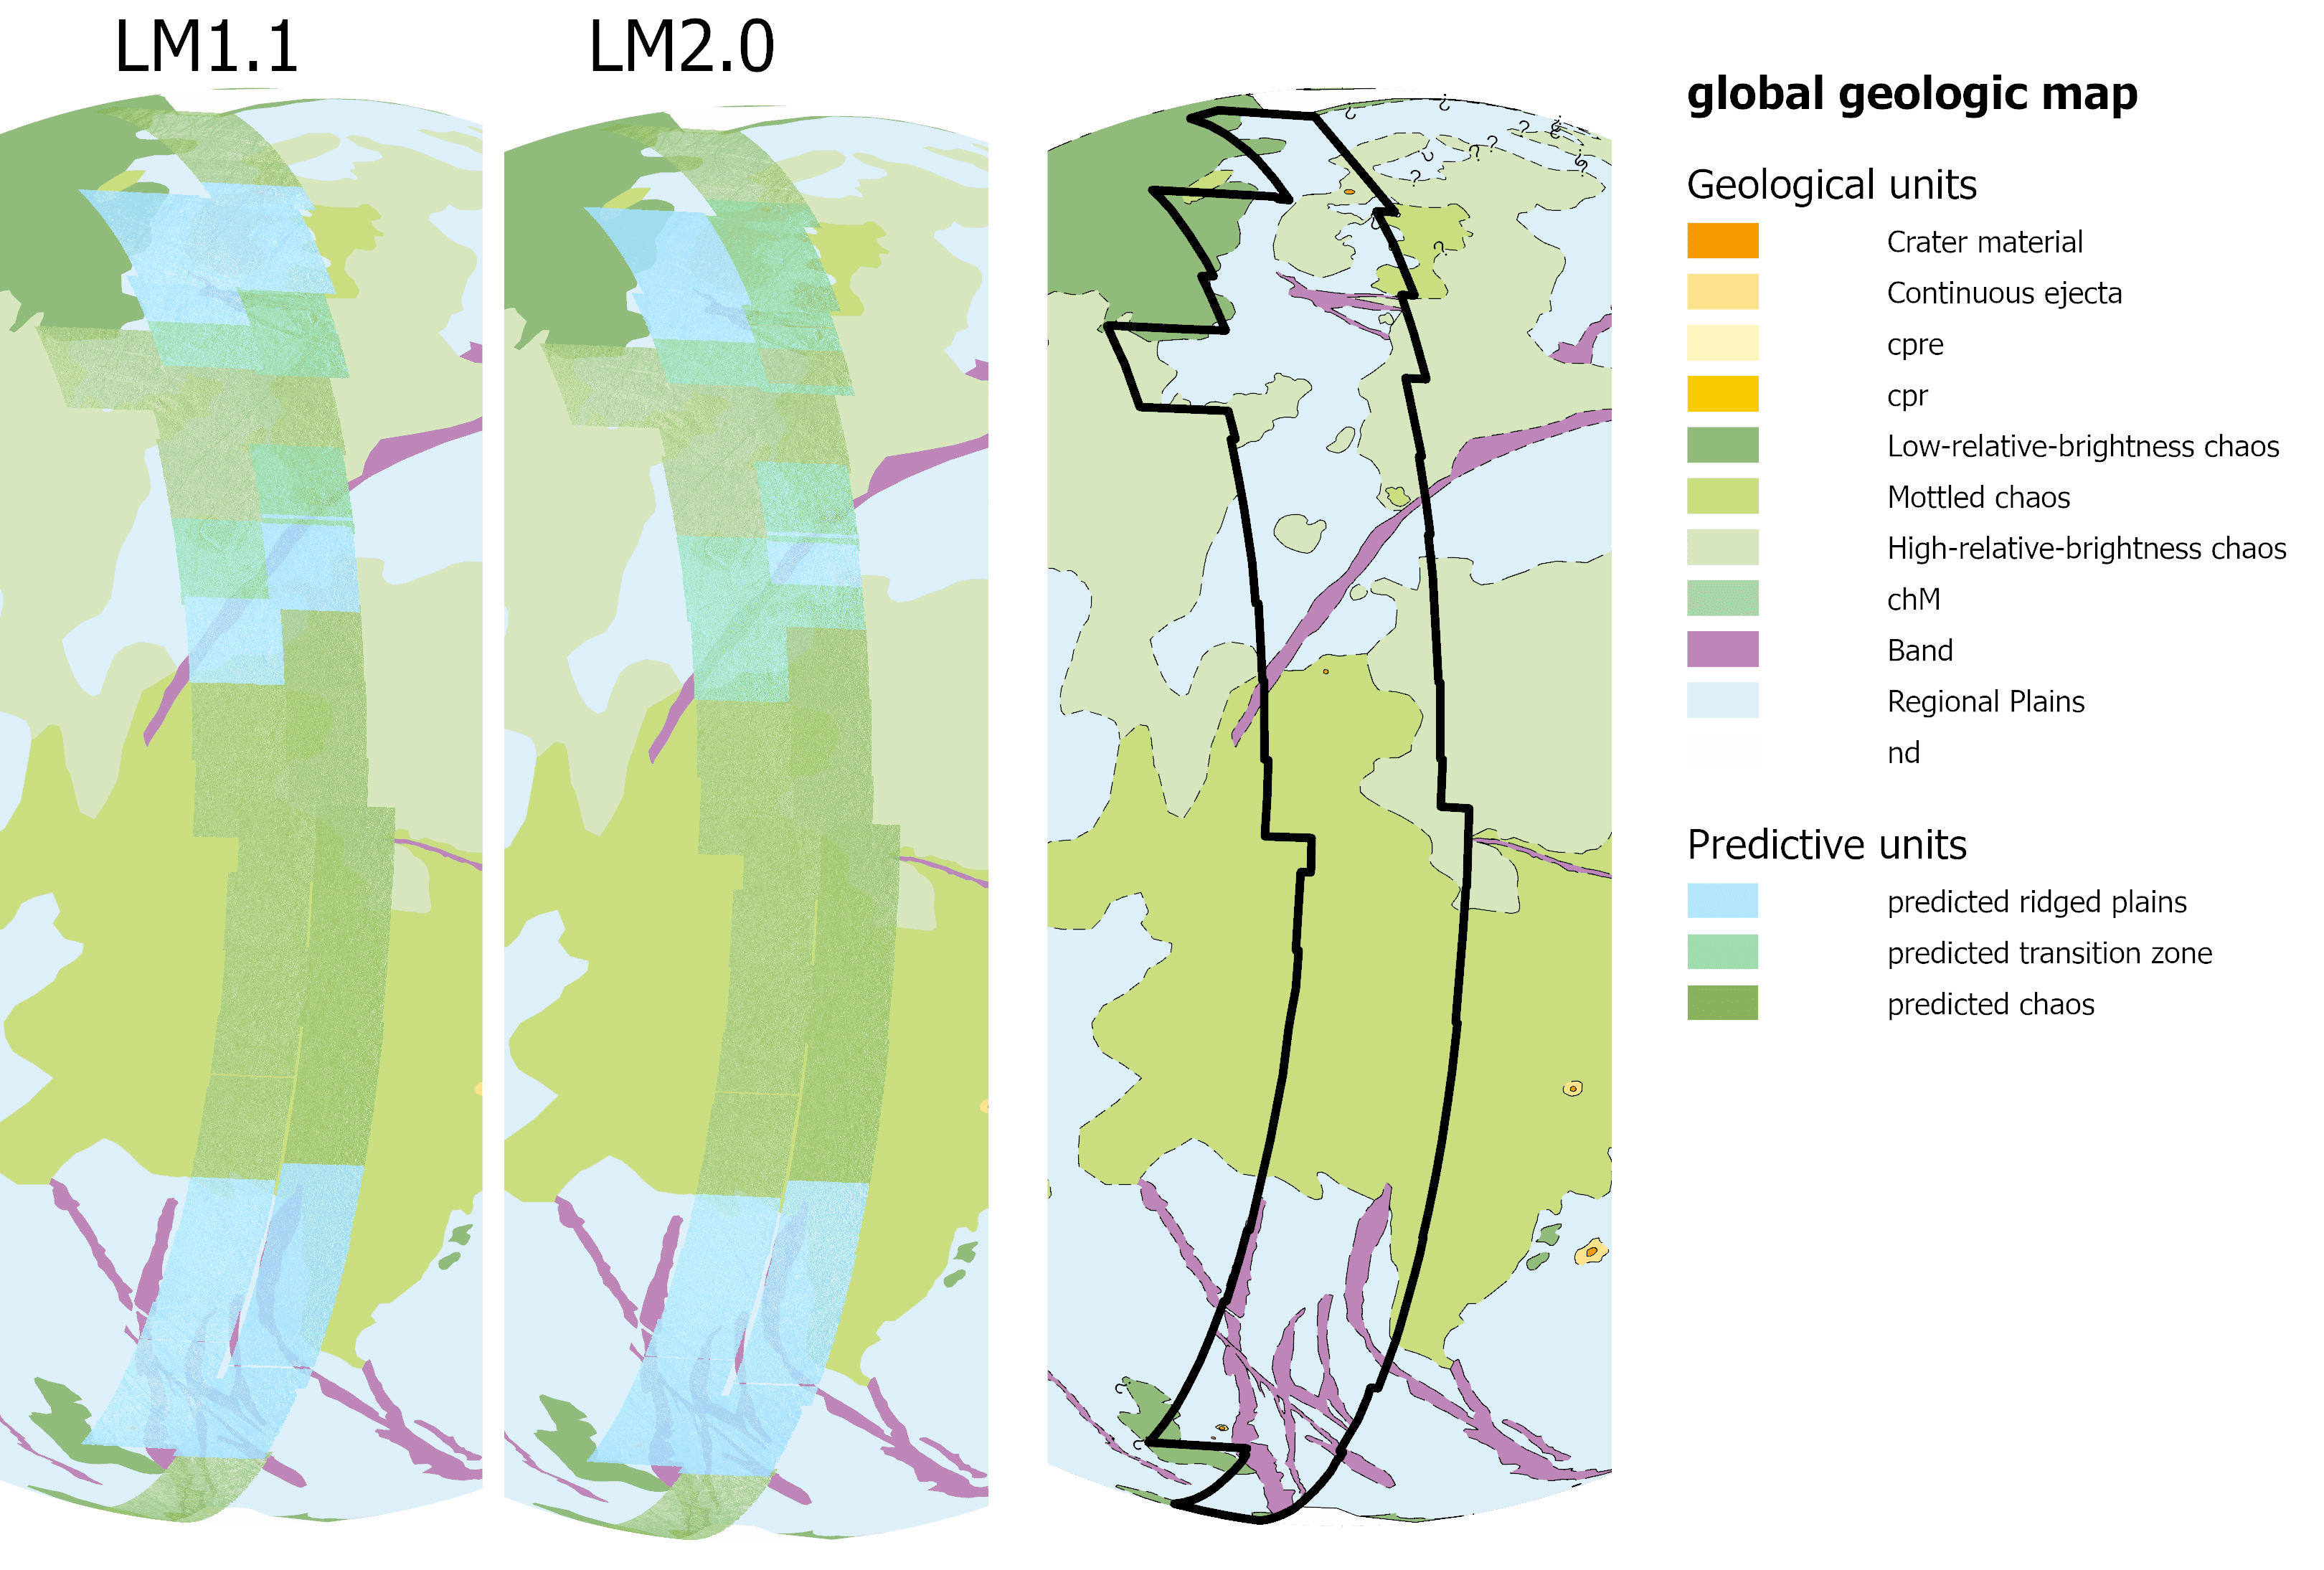 LM1.1
LM2.0
global geologic map
Geological units
Crater material
Continuous ejecta
cpre
cpr
Low-relative-brightness chaos
Mottled chaos
High-relative-brightness chaos
chM
Band
Regional Plains
nd
Predictive units
predicted ridged plains
predicted transition zone
predicted chaos